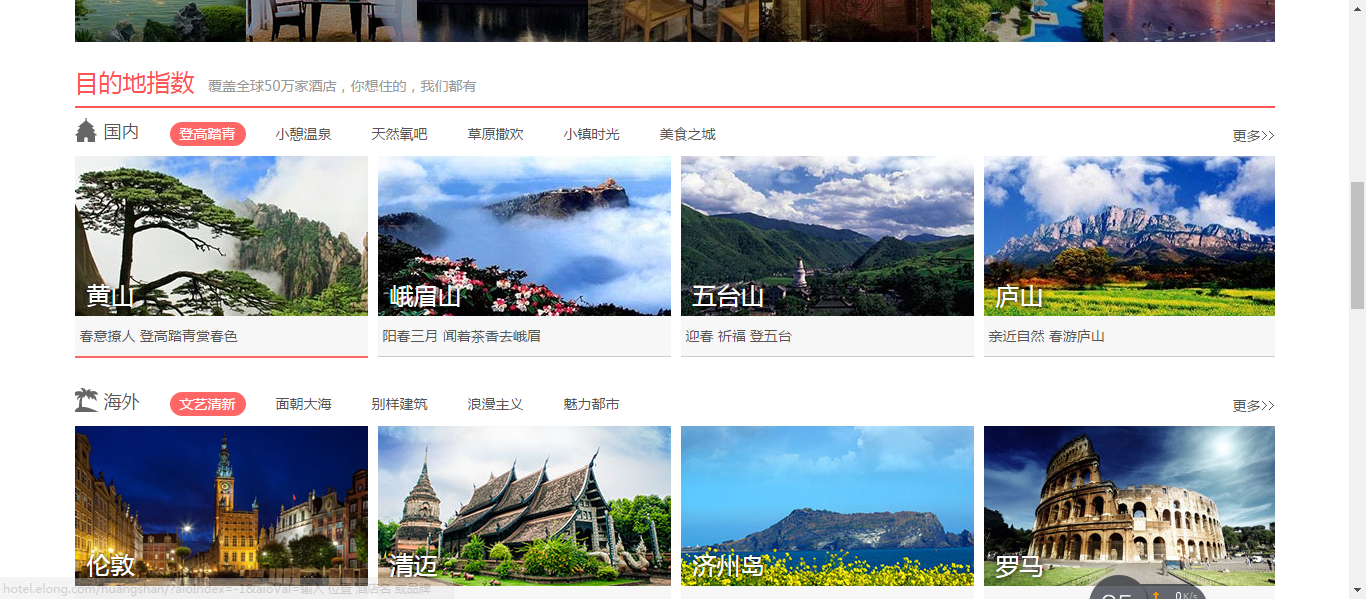 目的地指数 覆盖全球50万家酒店，你想住的，我们都有
国内 登高踏青 小憩温泉 天然氧吧 草原撒欢 小镇时光 美食之城 更多>>
黄山 峨眉山 五台山 庐山
春意撩人 登高踏青赏春色 阳春三月 闻着茶香去峨眉 迎春 祈福 登五台 亲近自然 春游庐山
海外 文艺清新 面朝大海 别样建筑 浪漫主义 魅力都市 更多>>
伦敦 清迈 济州岛 罗马
hotel.elong.com/huangshan/?aioIndex=-1&aioVal=输入 位置 酒店名 或品牌
0K/s